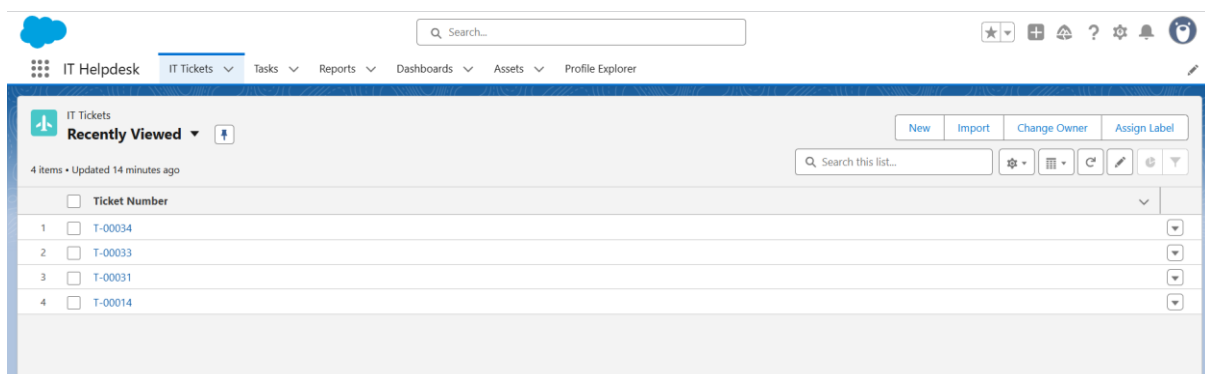 Search...
IT Helpdesk IT Tickets Tasks Reports Dashboards Assets Profile Explorer
IT Tickets
Recently Viewed
New Import Change Owner Assign Label
4 items • Updated 14 minutes ago
Search this list...
Ticket Number
1 T-00034
2 T-00033
3 T-00031
4 T-00014